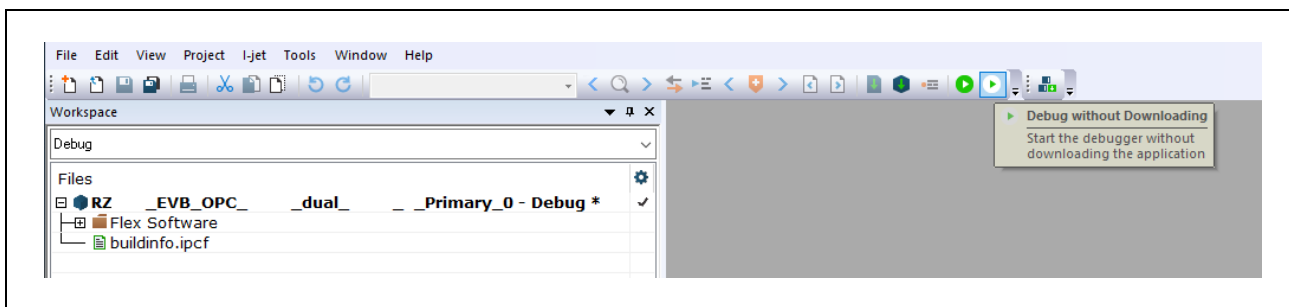 File Edit View Project I-jet Tools Window Help
Workspace
Debug
Files
RZ _EVB_OPC_ _dual_ _ _Primary_0 - Debug *
Flex Software
buildinfo.ipcf
Debug without Downloading
Start the debugger without
downloading the application